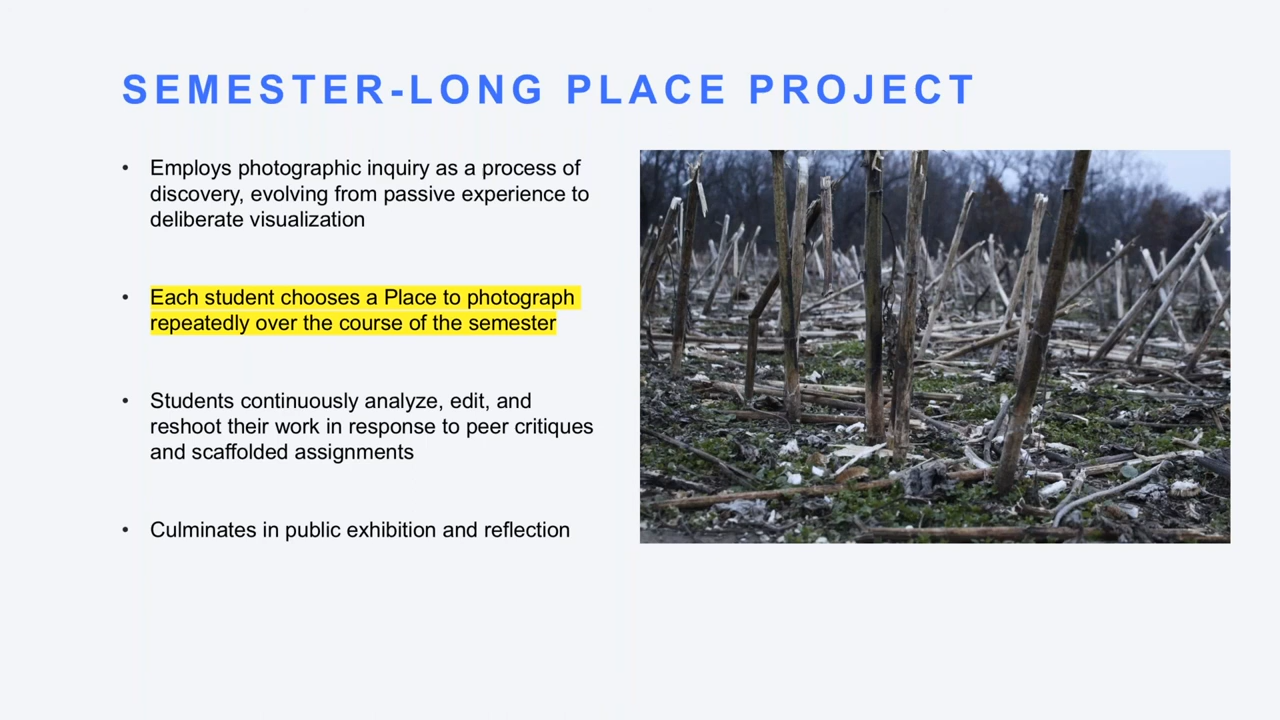 SEMESTER-LONG PLACE PROJECT
• Employs photographic inquiry as a process of
discovery, evolving from passive experience to
deliberate visualization
• Each student chooses a Place to photograph
repeatedly over the course of the semester
• Students continuously analyze, edit, and
reshoot their work in response to peer critiques
and scaffolded assignments
• Culminates in public exhibition and reflection